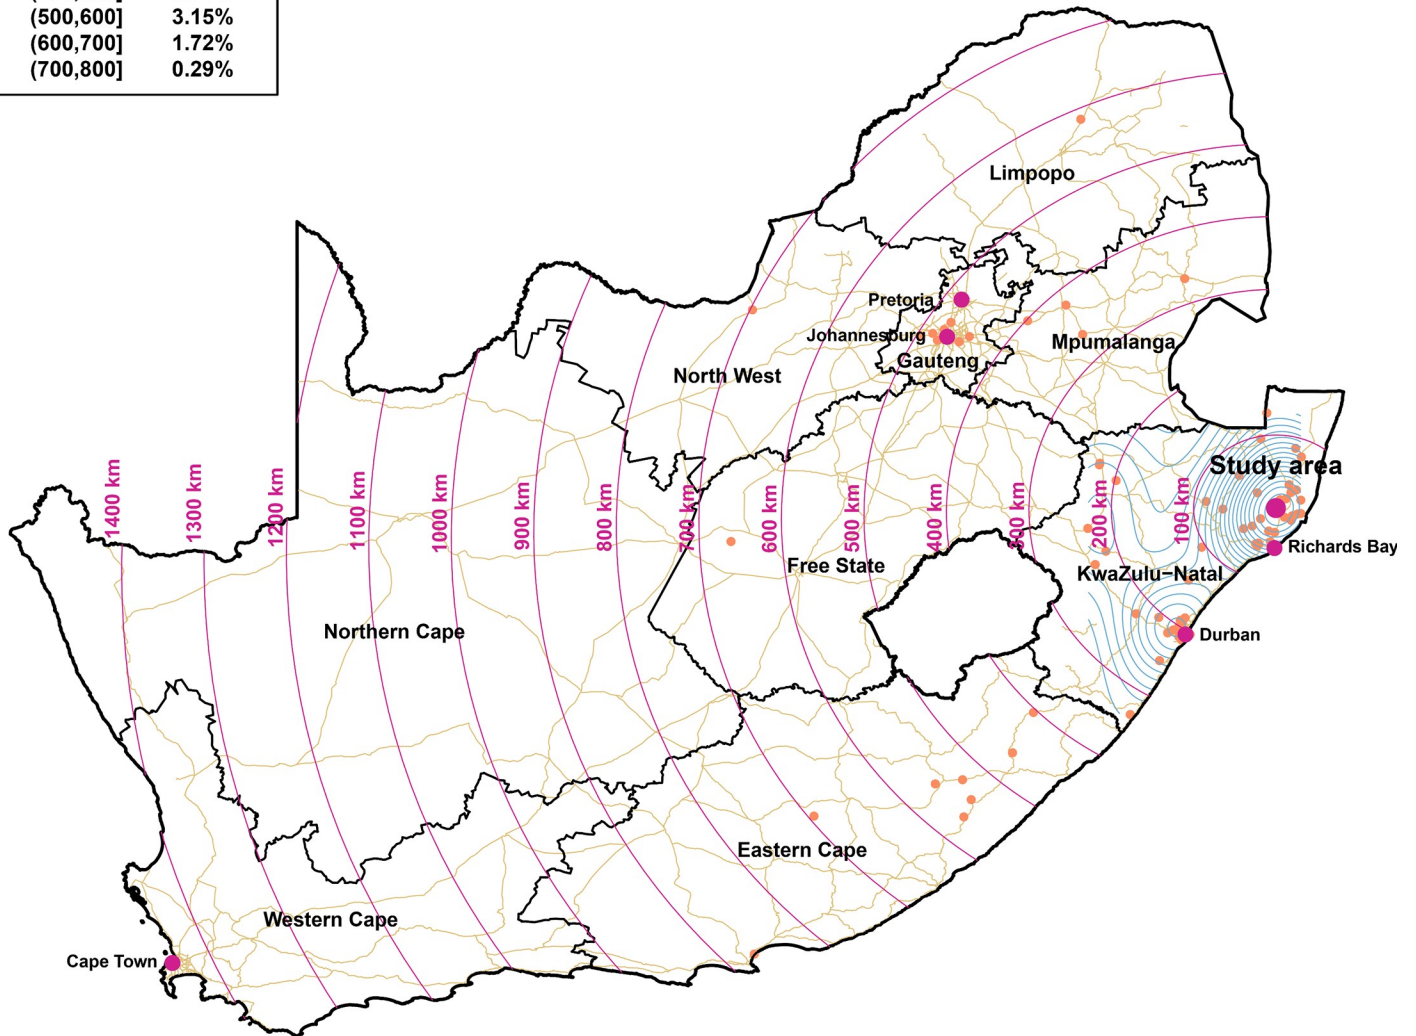 (500,600] 3.15%
(600,700] 1.72%
(700,800] 0.29%
Limpopo
Pretoria
Johannesburg
Gauteng
Mpumalanga
North West
Study area
1400 km
1300 km
1200 km
1100 km
1000 km
900 km
800 km
700 km
600 km
500 km
400 km
300 km
200 km
100 km
Richards Bay
Free State
KwaZulu−Natal
Northern Cape
Durban
Eastern Cape
Western Cape
Cape Town